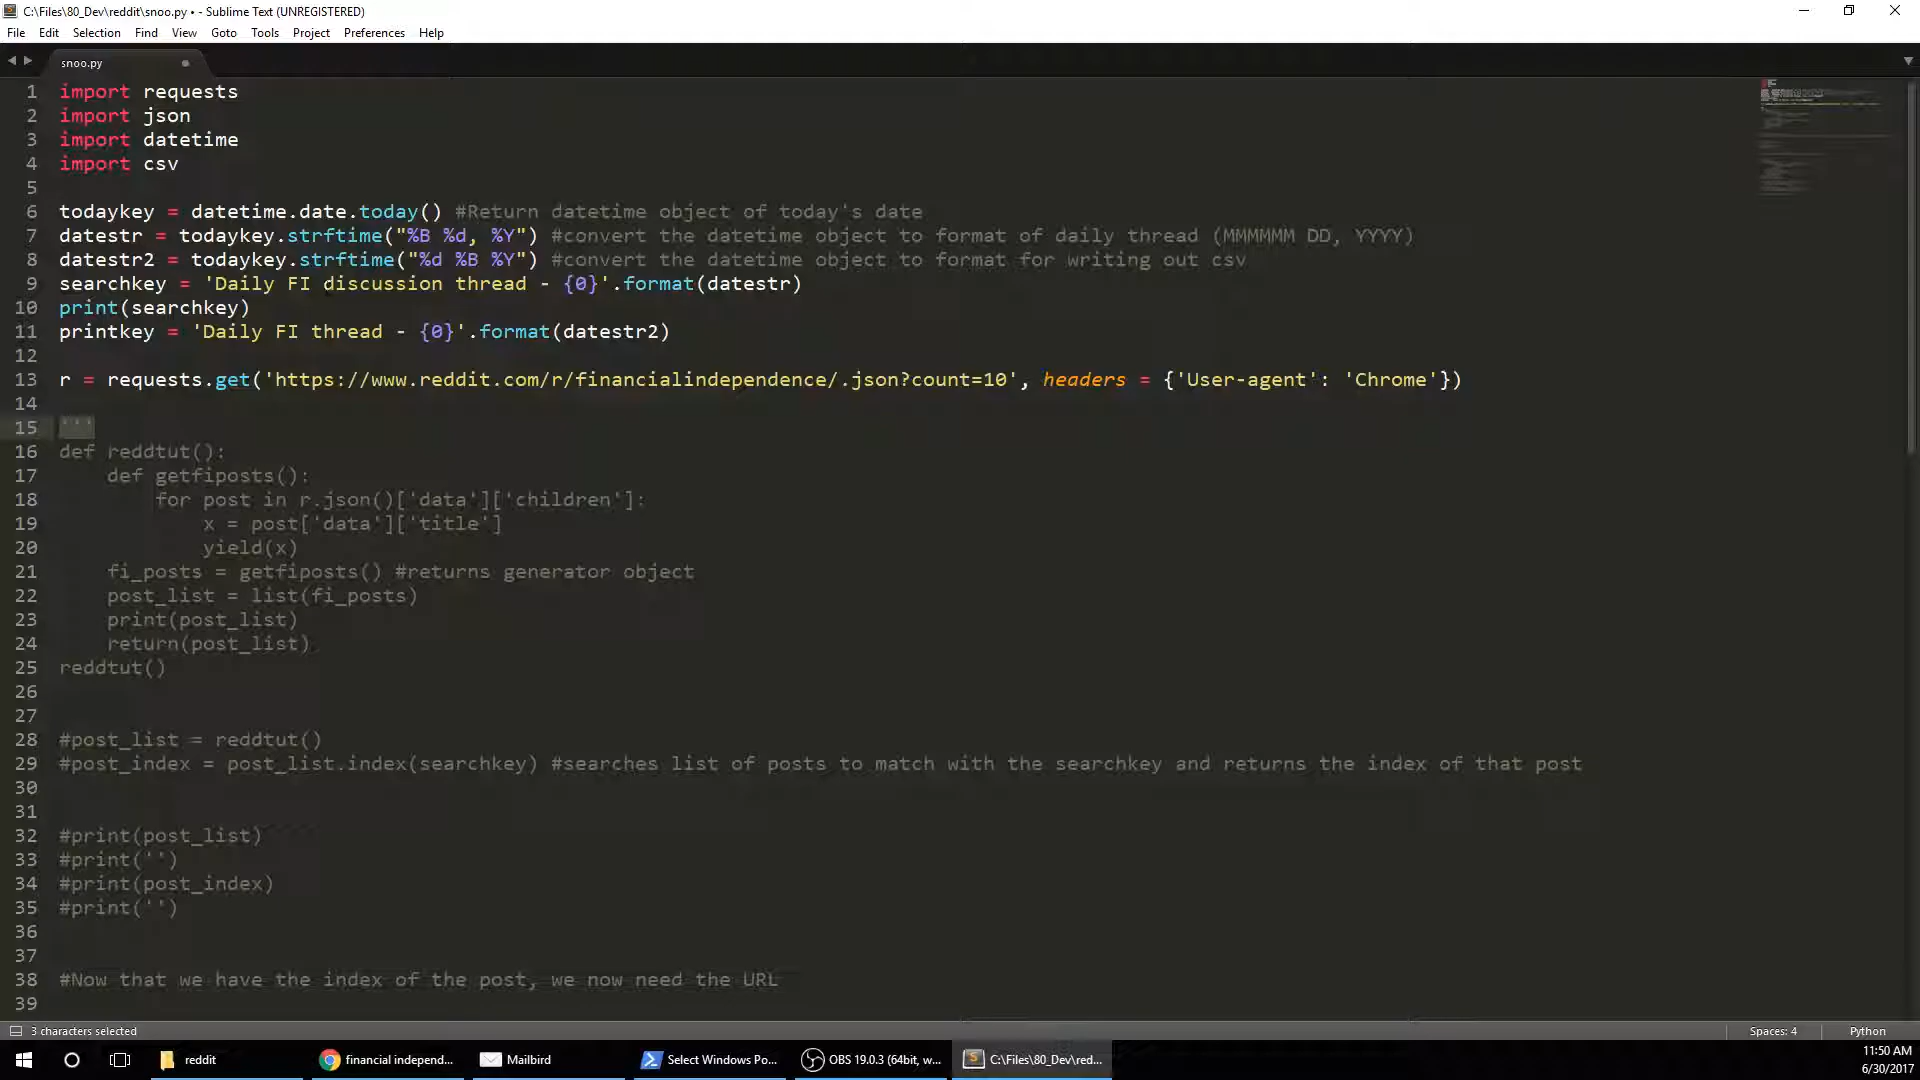 C:\Files\80_Dev\reddit\snoo.py • - Sublime Text (UNREGISTERED)
File Edit Selection Find View Goto Tools Project Preferences Help
snoo.py
1 import requests
2 import json
3 import datetime
4 import csv
5
6 todaykey = datetime.date.today() #Return datetime object of today's date
7 datestr = todaykey.strftime("%B %d, %Y") #convert the datetime object to format of daily thread (MMMMMM DD, YYYY)
8 datestr2 = todaykey.strftime("%d %B %Y") #convert the datetime object to format for writing out csv
9 searchkey = 'Daily FI discussion thread - {0}'.format(datestr)
10 print(searchkey)
11 printkey = 'Daily FI thread - {0}'.format(datestr2)
12
13 r = requests.get('https://www.reddit.com/r/financialindependence/.json?count=10', headers = {'User-agent': 'Chrome'})
14
15 '''
16 def reddtut():
17     def getfiposts():
18         for post in r.json()['data']['children']:
19             x = post['data']['title']
20             yield(x)
21     fi_posts = getfiposts() #returns generator object
22     post_list = list(fi_posts)
23     print(post_list)
24     return(post_list)
25 reddtut()
26
27
28 #post_list = reddtut()
29 #post_index = post_list.index(searchkey) #searches list of posts to match with the searchkey and returns the index of that post
30
31
32 #print(post_list)
33 #print('')
34 #print(post_index)
35 #print('')
36
37
38 #Now that we have the index of the post, we now need the URL
39
3 characters selected Spaces: 4 Python
reddit financial independ... Mailbird Select Windows Po... OBS 19.0.3 (64bit, w... C:\Files\80_Dev\red... 11:50 AM
6/30/2017